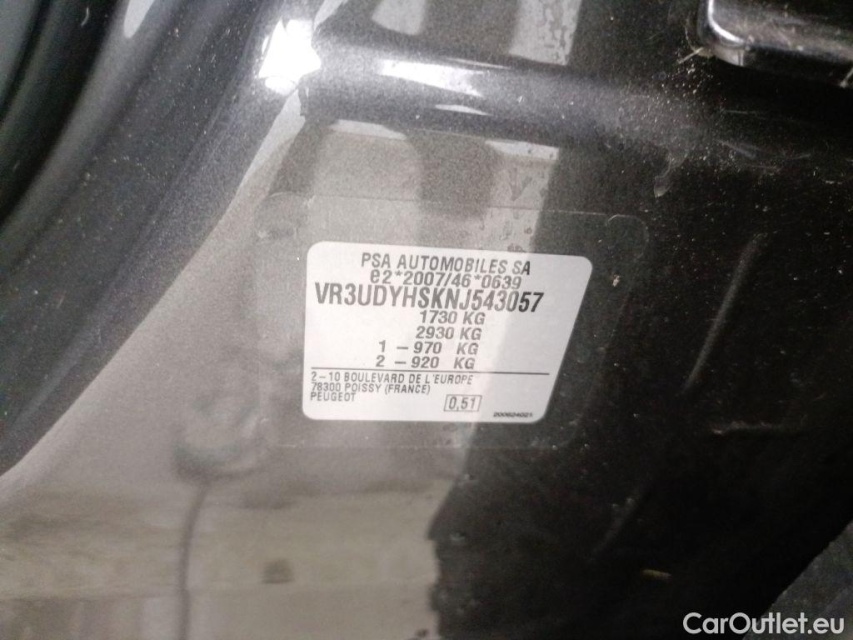 PSA AUTOMOBILES SA
e2*2007/46*0639
VR3UDYHSKNJ543057
1730 KG
2930 KG
1 - 970 KG
2 - 920 KG
2-10 BOULEVARD DE L'EUROPE
78300 POISSY (FRANCE)
PEUGEOT
0,51
CarOutlet.eu